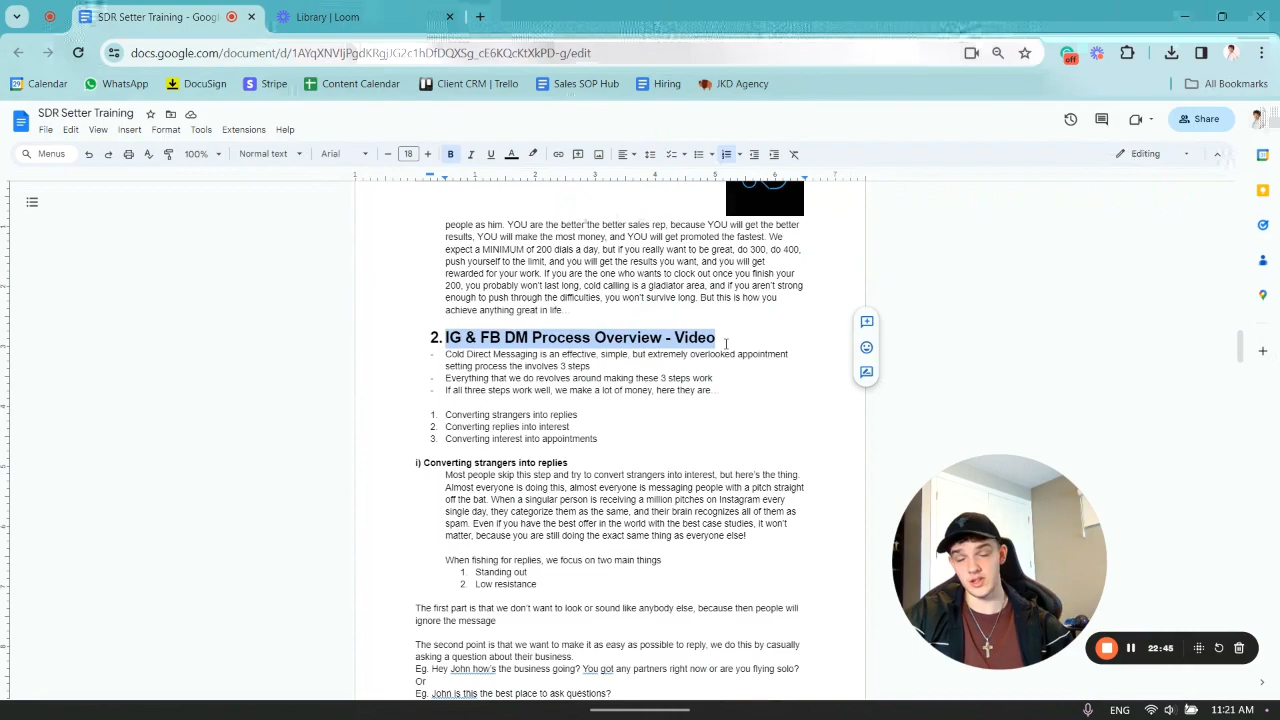 SDR Setter Training - Googl
Library | Loom
docs.google.com/document/d/1AYqXNVIjPgdKRgiJGi2c1hDfDQXSg_cE6KQcKtXkPD-g/edit
off
Calendar
WhatsApp
DocuSign
Stripe
Content Calendar
Client CRM | Trello
Sales SOP Hub
Hiring
JKD Agency
All Bookmarks
SDR Setter Training
File Edit View Insert Format Tools Extensions Help
Share
Menus
100%
Normal text
Arial
18
Editing
1 1 2 3 4 5 6 7
people as him. YOU are the better the better sales rep, because YOU will get the better
results, YOU will make the most money, and YOU will get promoted the fastest. We
expect a MINIMUM of 200 dials a day, but if you really want to be great, do 300, do 400,
push yourself to the limit, and you will get the results you want, and you will get
rewarded for your work. If you are the one who wants to clock out once you finish your
200, you probably won't last long, cold calling is a gladiator area, and if you aren't strong
enough to push through the difficulties, you won't survive long. But this is how you
achieve anything great in life…
2. IG & FB DM Process Overview - Video
- Cold Direct Messaging is an effective, simple, but extremely overlooked appointment
setting process the involves 3 steps
- Everything that we do revolves around making these 3 steps work
- If all three steps work well, we make a lot of money, here they are…
1. Converting strangers into replies
2. Converting replies into interest
3. Converting interest into appointments
i) Converting strangers into replies
Most people skip this step and try to convert strangers into interest, but here's the thing.
Almost everyone is doing this, almost everyone is messaging people with a pitch straight
off the bat. When a singular person is receiving a million pitches on Instagram every
single day, they categorize them as the same, and their brain recognizes all of them as
spam. Even if you have the best offer in the world with the best case studies, it won't
matter, because you are still doing the exact same thing as everyone else!
When fishing for replies, we focus on two main things
1. Standing out
2. Low resistance
The first part is that we don't want to look or sound like anybody else, because then people will
ignore the message
The second point is that we want to make it as easy as possible to reply, we do this by casually
asking a question about their business.
Eg. Hey John how's the business going? You got any partners right now or are you flying solo?
Or
Eg. John is this the best place to ask questions?
22:45
ENG
11:21 AM